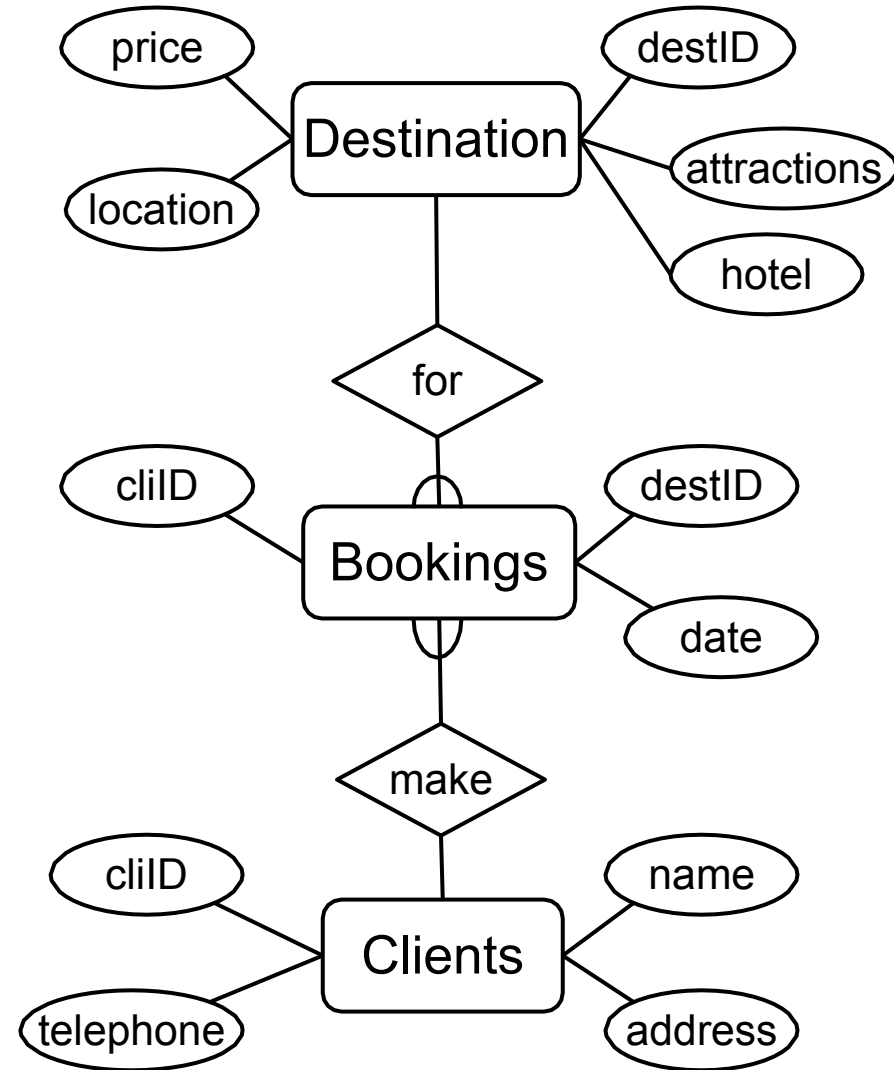 price
destID
Destination
attractions
location
hotel
for
cliID
destID
Bookings
date
make
cliID
name
Clients
telephone
address